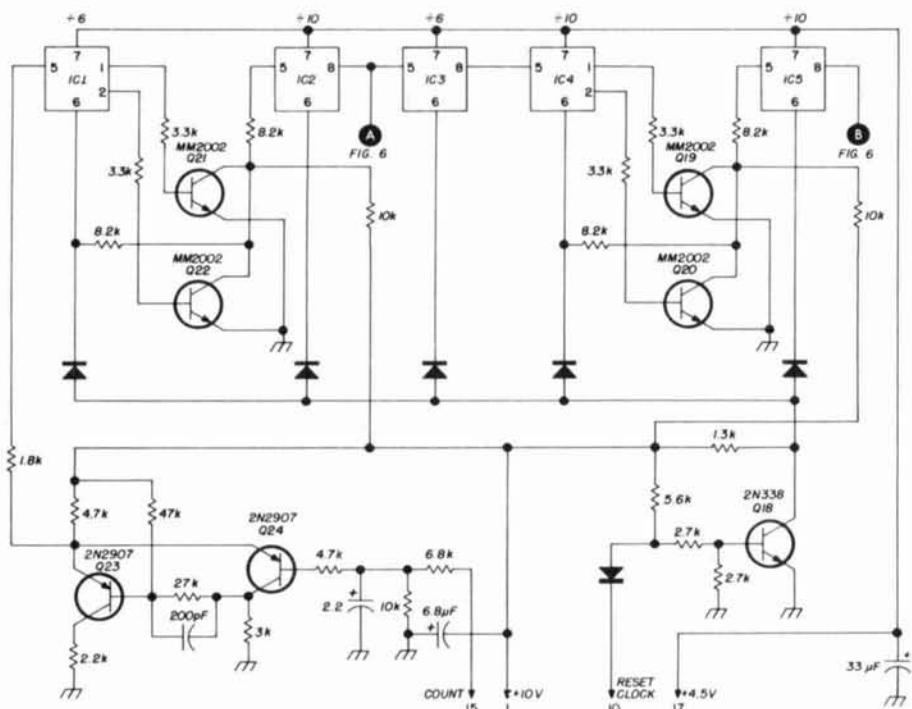 ÷6 ÷10 ÷6 ÷10 ÷10
7 7 7 7 7
5 1 5 8 5 8 5 1 5 8
IC1 IC2 IC3 IC4 IC5
2 2
6 6 6 6 6
3.3k 8.2k A 3.3k 8.2k B
MM2002 FIG. 6 MM2002 FIG. 6
Q21 Q19
3.3k 3.3k
10k 10k
8.2k 8.2k
MM2002 MM2002
Q22 Q20
1.8k 1.3k
4.7k 47k 5.6k 2N338
2N2907 Q18
Q24
2N2907 4.7k 6.8k 2.7k
Q23
27k 2.7k
2.2 10k
200pF 6.8µF
3k
2.2k
RESET 33 µF
COUNT +10V CLOCK +4.5V
15 1 10 17